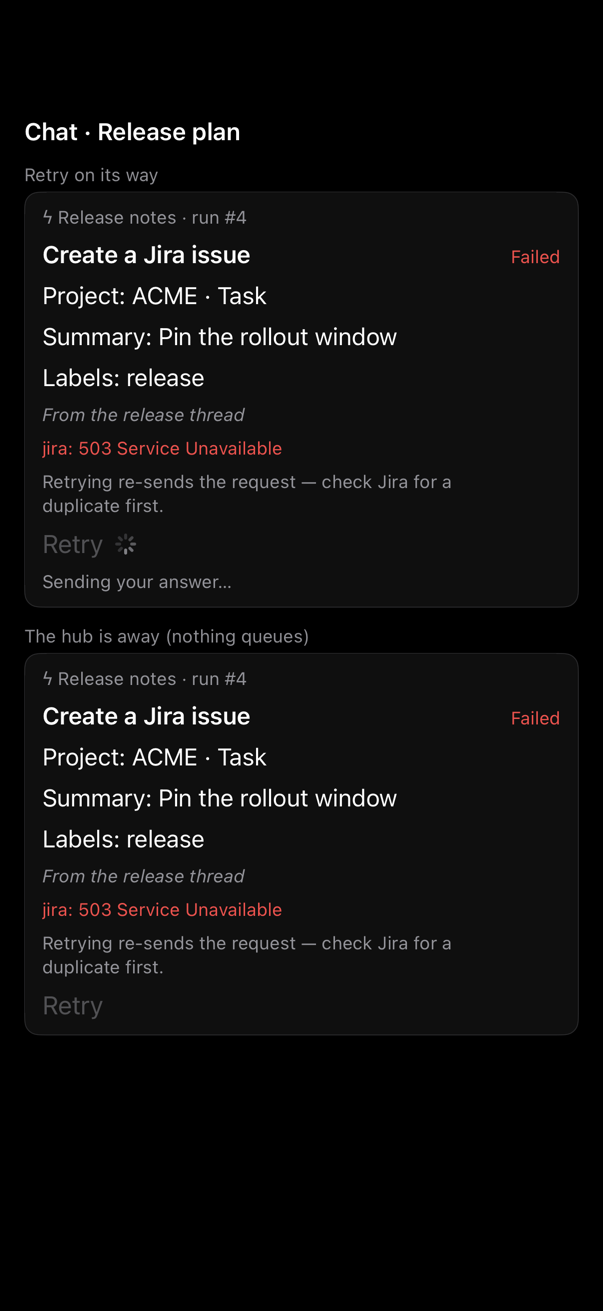 Chat · Release plan
Retry on its way
ϟ Release notes · run #4
Create a Jira issue
Failed
Project: ACME · Task
Summary: Pin the rollout window
Labels: release
From the release thread
jira: 503 Service Unavailable
Retrying re-sends the request — check Jira for a
duplicate first.
Retry
Sending your answer…
The hub is away (nothing queues)
ϟ Release notes · run #4
Create a Jira issue
Failed
Project: ACME · Task
Summary: Pin the rollout window
Labels: release
From the release thread
jira: 503 Service Unavailable
Retrying re-sends the request — check Jira for a
duplicate first.
Retry